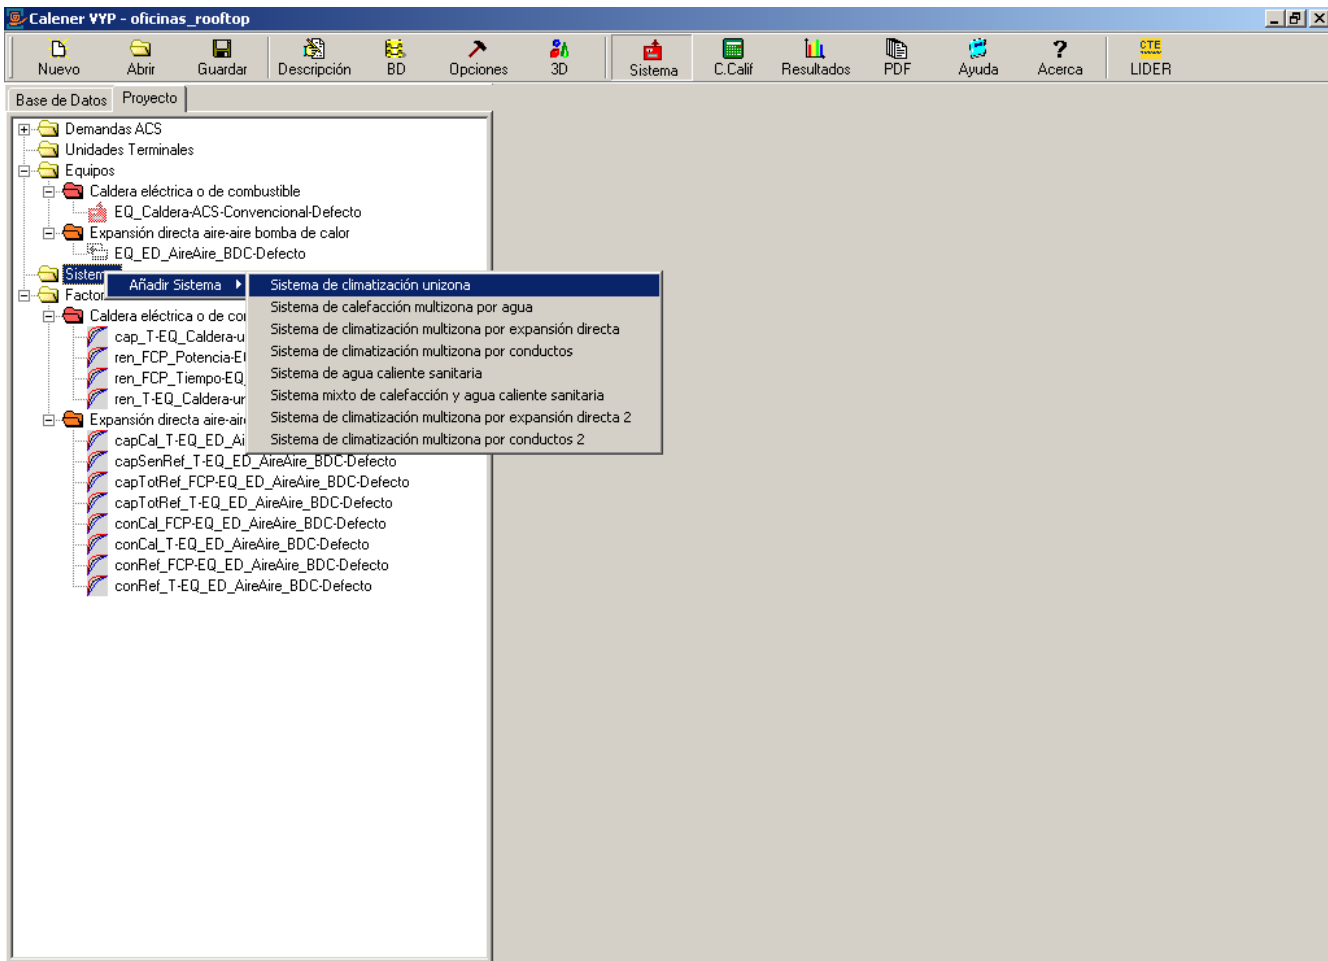 Calener VYP - oficinas_rooftop
Nuevo Abrir Guardar Descripción BD Opciones 3D Sistema C.Calif Resultados PDF Ayuda ? Acerca CTE LIDER
Base de Datos Proyecto
Demandas ACS
Unidades Terminales
Equipos
Caldera eléctrica o de combustible
EQ_Caldera-ACS-Convencional-Defecto
Expansión directa aire-aire bomba de calor
EQ_ED_AireAire_BDC-Defecto
Sistem
Añadir Sistema
Sistema de climatización unizona
Sistema de calefacción multizona por agua
Sistema de climatización multizona por expansión directa
Sistema de climatización multizona por conductos
Sistema de agua caliente sanitaria
Sistema mixto de calefacción y agua caliente sanitaria
Sistema de climatización multizona por expansión directa 2
Sistema de climatización multizona por conductos 2
Factor
Caldera eléctrica o de co
cap_T-EQ_Caldera-u
ren_FCP_Potencia-E
ren_FCP_Tiempo-EQ
ren_T-EQ_Caldera-ur
Expansión directa aire-air
capCal_T-EQ_ED_Ai
capSenRef_T-EQ_ED_AireAire_BDC-Defecto
capTotRef_FCP-EQ_ED_AireAire_BDC-Defecto
capTotRef_T-EQ_ED_AireAire_BDC-Defecto
conCal_FCP-EQ_ED_AireAire_BDC-Defecto
conCal_T-EQ_ED_AireAire_BDC-Defecto
conRef_FCP-EQ_ED_AireAire_BDC-Defecto
conRef_T-EQ_ED_AireAire_BDC-Defecto